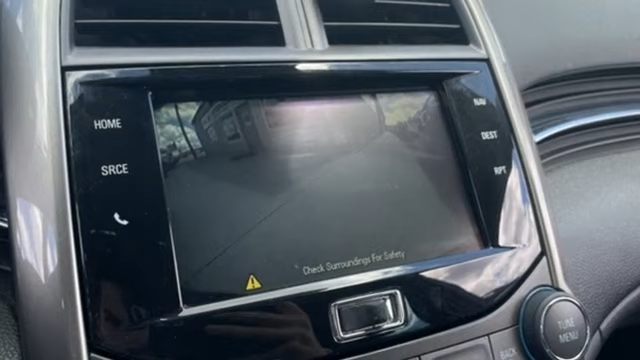 HOME
SRCE
NAV
DEST
RPT
Check Surroundings For Safety
TUNE
MENU